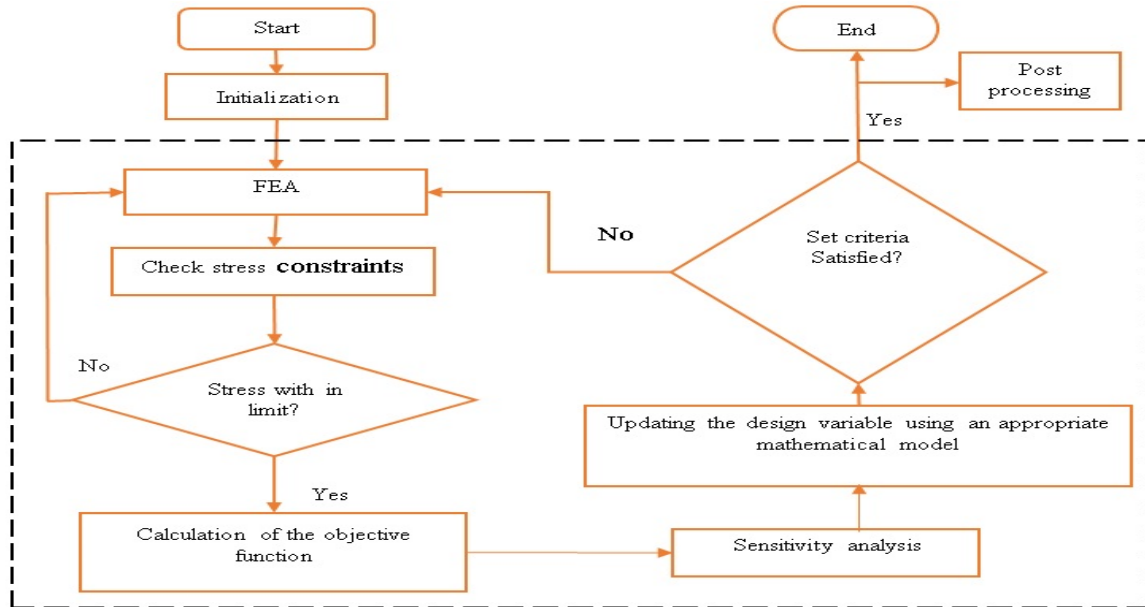 Start
Initialization
FEA
Check stress constraints
No
Stress with in
limit?
Yes
Calculation of the objective
function
Sensitivity analysis
Updating the design variable using an appropriate
mathematical model
Set criteria
Satisfied?
No
Yes
Post
processing
End